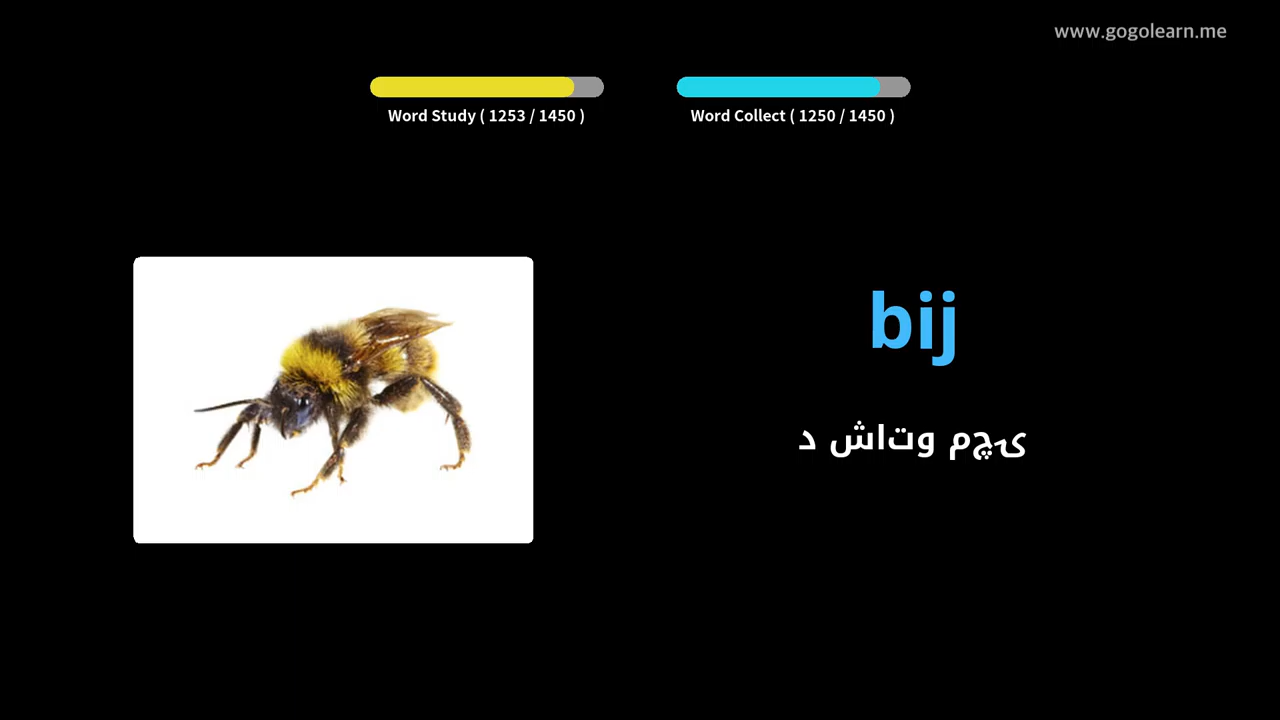 www.gogolearn.me
Word Study ( 1253 / 1450 )
Word Collect ( 1250 / 1450 )
bij
د شاتو مچۍ